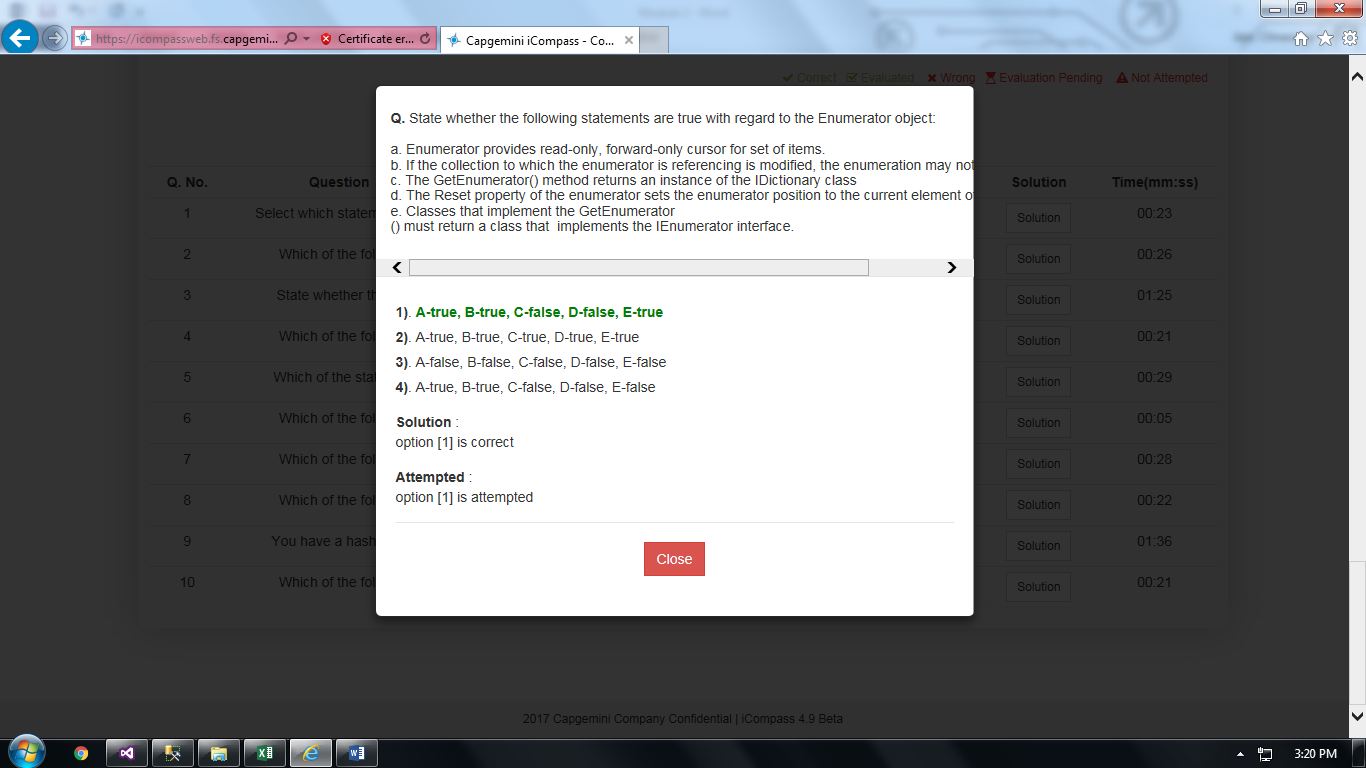 https://icompassweb.fs.capgemi...
Certificate er...
Capgemini iCompass - Co...
Correct Evaluated Wrong Evaluation Pending Not Attempted
Q. State whether the following statements are true with regard to the Enumerator object:
a. Enumerator provides read-only, forward-only cursor for set of items.
b. If the collection to which the enumerator is referencing is modified, the enumeration may not
c. The GetEnumerator() method returns an instance of the IDictionary class
d. The Reset property of the enumerator sets the enumerator position to the current element o
e. Classes that implement the GetEnumerator
() must return a class that implements the IEnumerator interface.
1). A-true, B-true, C-false, D-false, E-true
2). A-true, B-true, C-true, D-true, E-true
3). A-false, B-false, C-false, D-false, E-false
4). A-true, B-true, C-false, D-false, E-false
Solution :
option [1] is correct
Attempted :
option [1] is attempted
Close
Q. No. Question Solution Time(mm:ss)
1 Select which statem Solution 00:23
2 Which of the fol Solution 00:26
3 State whether th Solution 01:25
4 Which of the fol Solution 00:21
5 Which of the stat Solution 00:29
6 Which of the fol Solution 00:05
7 Which of the fol Solution 00:28
8 Which of the fol Solution 00:22
9 You have a hash Solution 01:36
10 Which of the fol Solution 00:21
2017 Capgemini Company Confidential | iCompass 4.9 Beta
3:20 PM